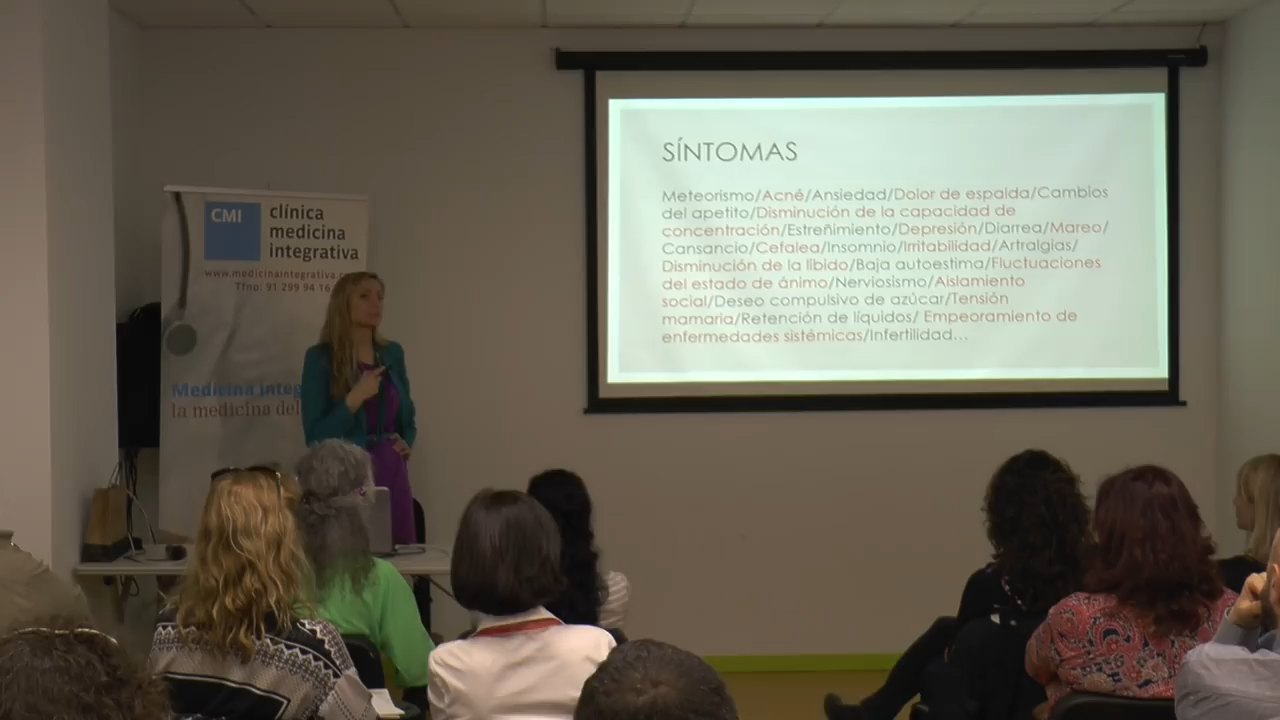 CMI
clínica
medicina
integrativa
www.medicinaintegrativa.
Tfno: 91 299 94 16
Medicina integ
la medicina del
SÍNTOMAS
Meteorismo/Acné/Ansiedad/Dolor de espalda/Cambios
del apetito/Disminución de la capacidad de
concentración/Estreñimiento/Depresión/Diarrea/Mareo/
Cansancio/Cefalea/Insomnio/Irritabilidad/Artralgias/
Disminución de la líbido/Baja autoestima/Fluctuaciones
del estado de ánimo/Nerviosismo/Aislamiento
social/Deseo compulsivo de azúcar/Tensión
mamaria/Retención de líquidos/ Empeoramiento de
enfermedades sistémicas/Infertilidad...